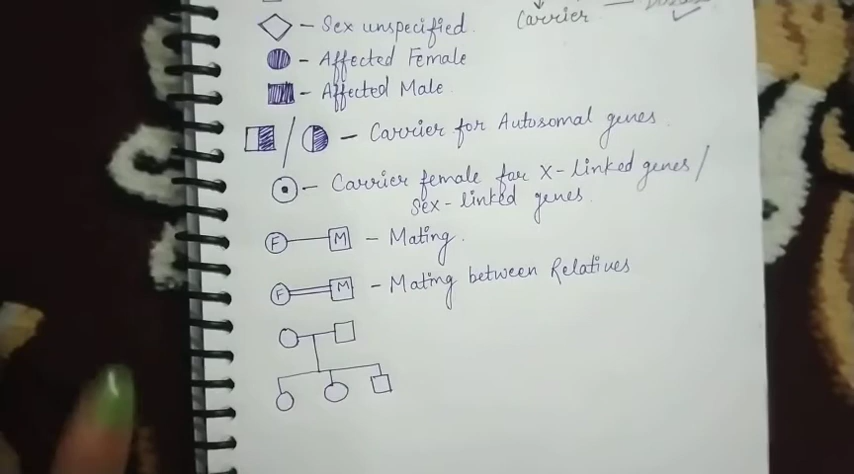 Carrier
– Sex unspecified.
– Affected Female
– Affected Male.
/ – Carrier for Autosomal genes
– Carrier female for X-linked genes /
Sex-linked genes.
F M – Mating.
F M – Mating between Relatives